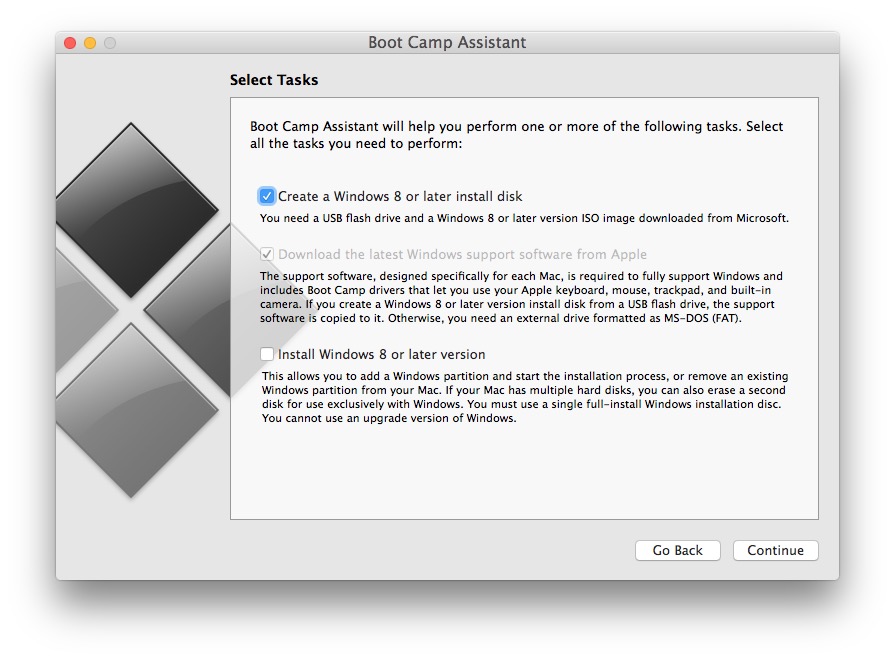 Boot Camp Assistant
Select Tasks
Boot Camp Assistant will help you perform one or more of the following tasks. Select
all the tasks you need to perform:
Create a Windows 8 or later install disk
You need a USB flash drive and a Windows 8 or later version ISO image downloaded from Microsoft.
Download the latest Windows support software from Apple
The support software, designed specifically for each Mac, is required to fully support Windows and
includes Boot Camp drivers that let you use your Apple keyboard, mouse, trackpad, and built-in
camera. If you create a Windows 8 or later version install disk from a USB flash drive, the support
software is copied to it. Otherwise, you need an external drive formatted as MS-DOS (FAT).
Install Windows 8 or later version
This allows you to add a Windows partition and start the installation process, or remove an existing
Windows partition from your Mac. If your Mac has multiple hard disks, you can also erase a second
disk for use exclusively with Windows. You must use a single full-install Windows installation disc.
You cannot use an upgrade version of Windows.
Go Back
Continue